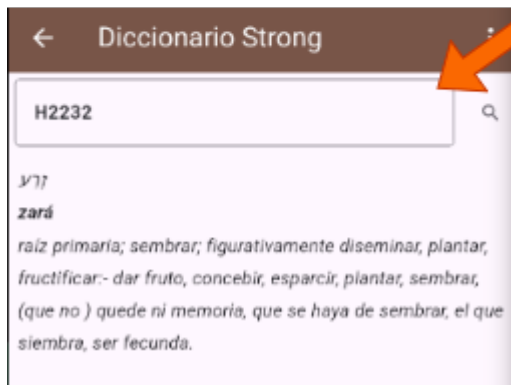 Diccionario Strong
H2232
זרע
zará
raíz primaria; sembrar; figurativamente diseminar, plantar,
fructificar:- dar fruto, concebir, esparcir, plantar, sembrar,
(que no ) quede ni memoria, que se haya de sembrar, el que
siembra, ser fecunda.